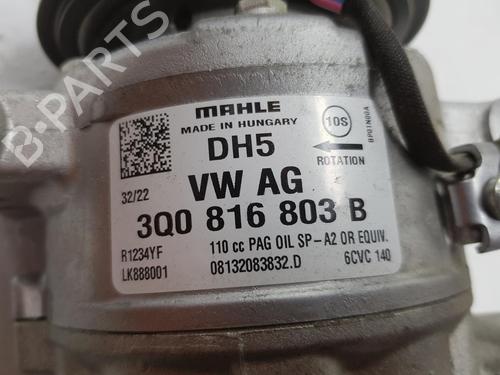 MAHLE
MADE IN HUNGARY
10S
DH5
ROTATION
BP01N00A
32/22
VW AG
3Q0 816 803 B
R1234YF
110 cc PAG OIL SP-A2 OR EQUIV.
LK888001
08132083832.D
6CVC 140
B-PARTS